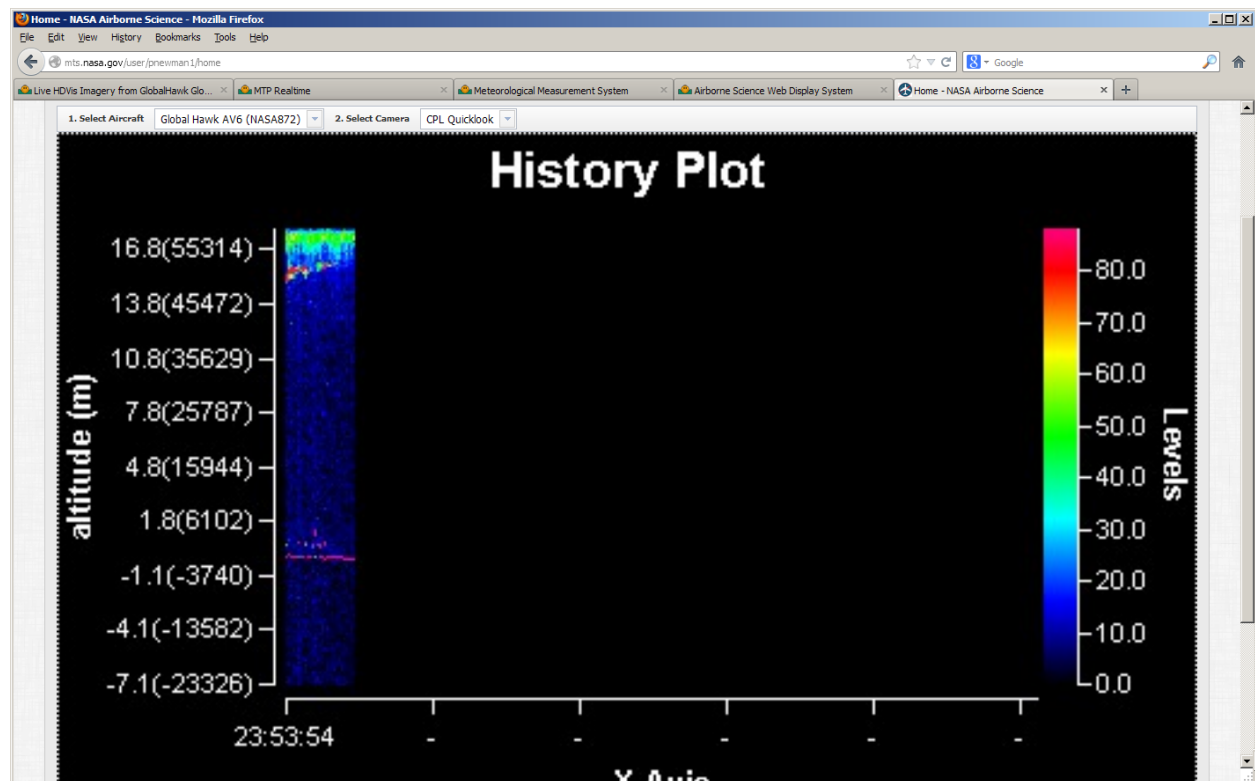 Home - NASA Airborne Science - Mozilla Firefox
File Edit View History Bookmarks Tools Help
mts.nasa.gov/user/pnewman1/home Google
Live HDVis Imagery from GlobalHawk Glo... MTP Realtime Meteorological Measurement System Airborne Science Web Display System Home - NASA Airborne Science
1. Select Aircraft Global Hawk AV6 (NASA872) 2. Select Camera CPL Quicklook
History Plot
altitude (m)
16.8(55314)
13.8(45472)
10.8(35629)
7.8(25787)
4.8(15944)
1.8(6102)
-1.1(-3740)
-4.1(-13582)
-7.1(-23326)
80.0
70.0
60.0
50.0
40.0
30.0
20.0
10.0
0.0
Levels
23:53:54 - - - - -
X Axis